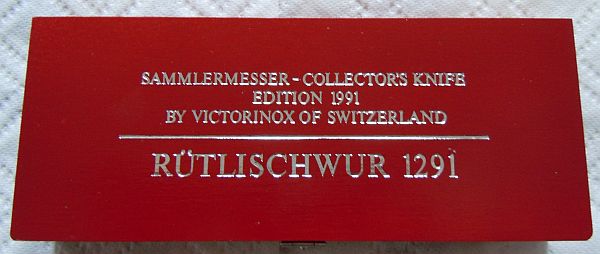 SAMMLERMESSER - COLLECTOR'S KNIFE
EDITION 1991
BY VICTORINOX OF SWITZERLAND
RÜTLISCHWUR 1291